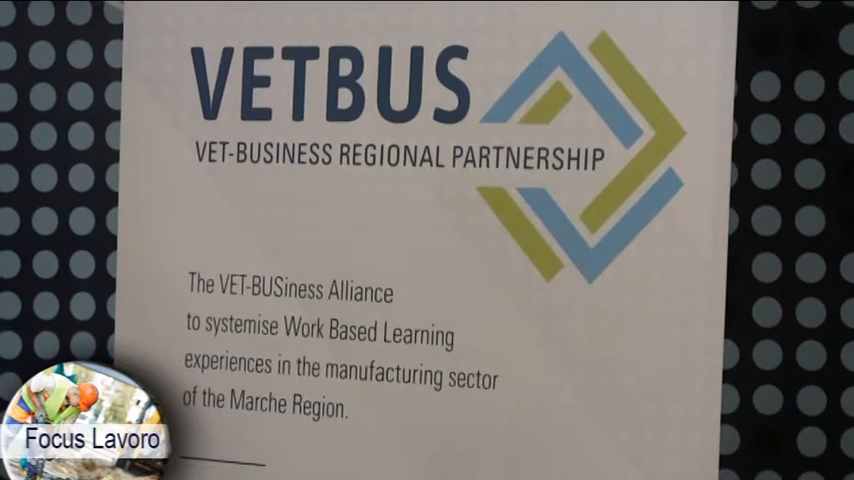 VETBUS
VET-BUSINESS REGIONAL PARTNERSHIP
The VET-BUSiness Alliance
to systemise Work Based Learning
experiences in the manufacturing sector
of the Marche Region.
Focus Lavoro